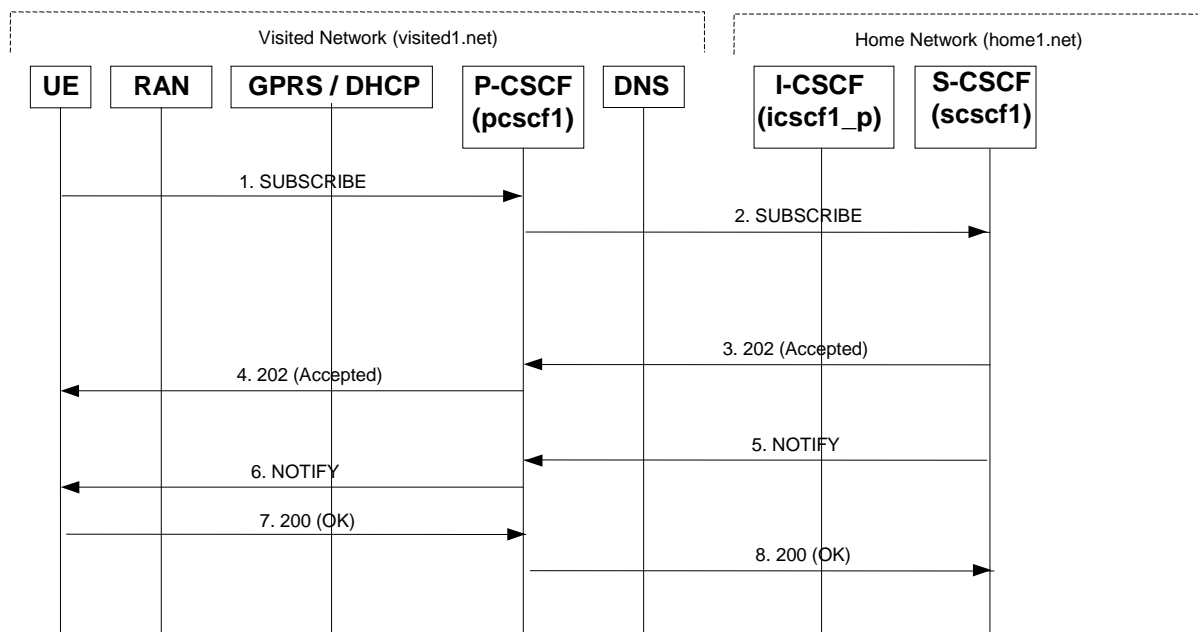 Visited Network (visited1.net)
Home Network (home1.net)
UE
RAN
GPRS / DHCP
P-CSCF
(pcscf1)
DNS
I-CSCF
(icscf1_p)
S-CSCF
(scscf1)
1. SUBSCRIBE
2. SUBSCRIBE
3. 202 (Accepted)
4. 202 (Accepted)
5. NOTIFY
6. NOTIFY
7. 200 (OK)
8. 200 (OK)